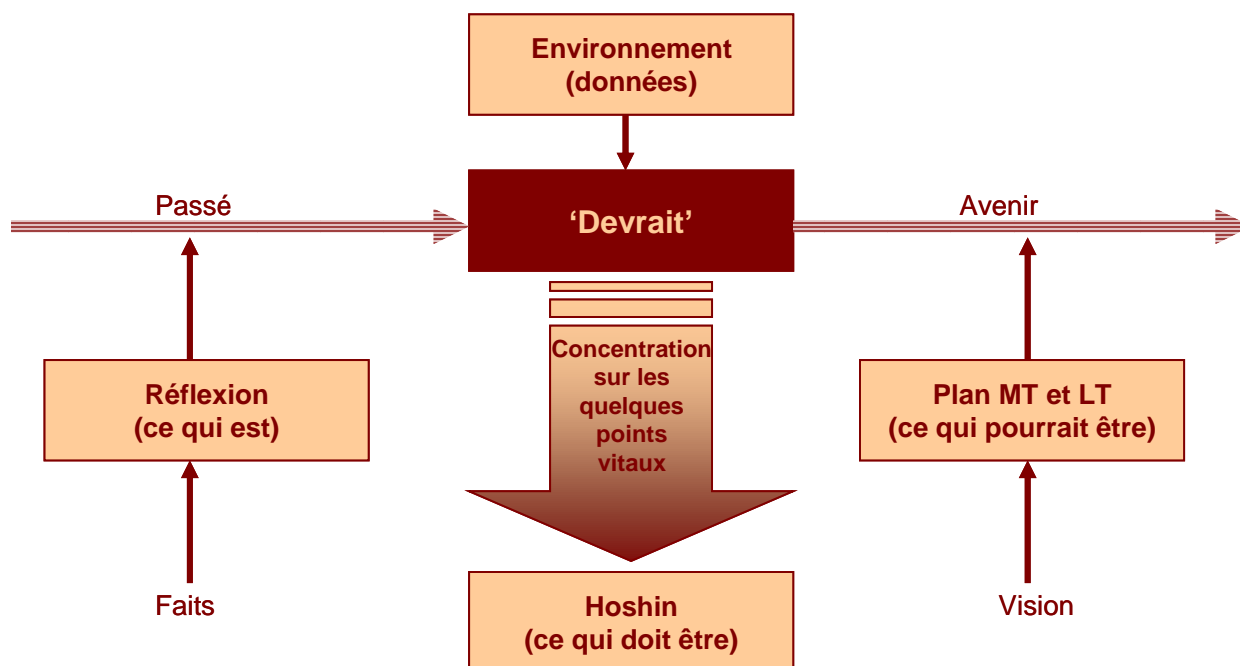 Environnement
(données)
Passé
‘Devrait’
Avenir
Concentration
sur les
quelques
points
vitaux
Réflexion
(ce qui est)
Plan MT et LT
(ce qui pourrait être)
Faits
Hoshin
(ce qui doit être)
Vision